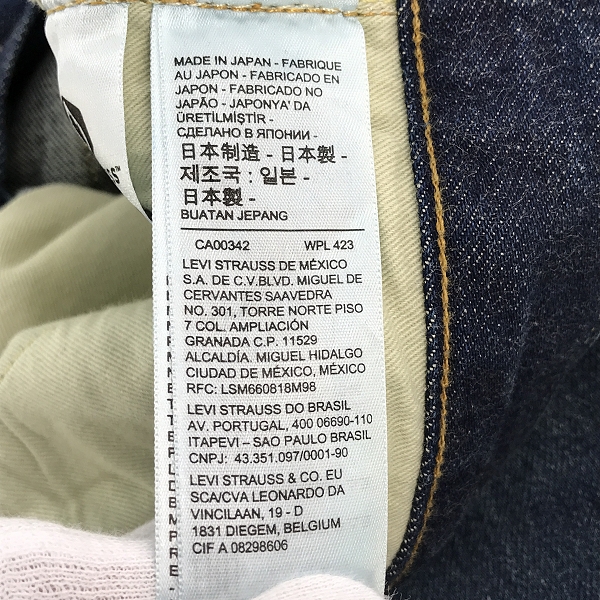 MADE IN JAPAN - FABRIQUE
AU JAPON - FABRICADO EN
JAPON - FABRICADO NO
JAPÃO - JAPONYA' DA
ÜRETİLMİŞTİR -
СДЕЛАНО В ЯПОНИИ -
日本制造 - 日本製 -
제조국 : 일본 -
日本製 -
BUATAN JEPANG
CA00342 WPL 423
LEVI STRAUSS DE MÉXICO
S.A. DE C.V.BLVD. MIGUEL DE
CERVANTES SAAVEDRA
NO. 301, TORRE NORTE PISO
7 COL. AMPLIACIÓN
GRANADA C.P. 11529
ALCALDÍA. MIGUEL HIDALGO
CIUDAD DE MÉXICO, MÉXICO
RFC: LSM660818M98
LEVI STRAUSS DO BRASIL
AV. PORTUGAL, 400 06690-110
ITAPEVI – SAO PAULO BRASIL
CNPJ: 43.351.097/0001-90
LEVI STRAUSS & CO. EU
SCA/CVA LEONARDO DA
VINCILAAN, 19 - D
1831 DIEGEM, BELGIUM
CIF A 08298606